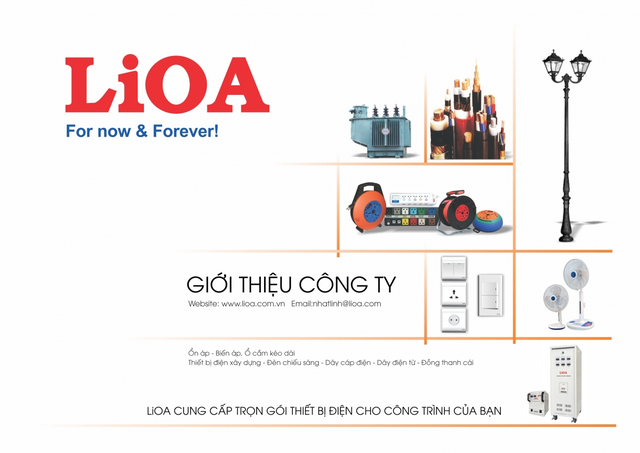 LiOA
For now & Forever!
GIỚI THIỆU CÔNG TY
Website: www.lioa.com.vn Email:nhatlinh@lioa.com
Ổn áp - Biến áp, Ổ cắm kéo dài
Thiết bị điện xây dựng - Đèn chiếu sáng - Dây cáp điện - Dây điện từ - Đồng thanh cái
LiOA CUNG CẤP TRỌN GÓI THIẾT BỊ ĐIỆN CHO CÔNG TRÌNH CỦA BẠN
LiOA